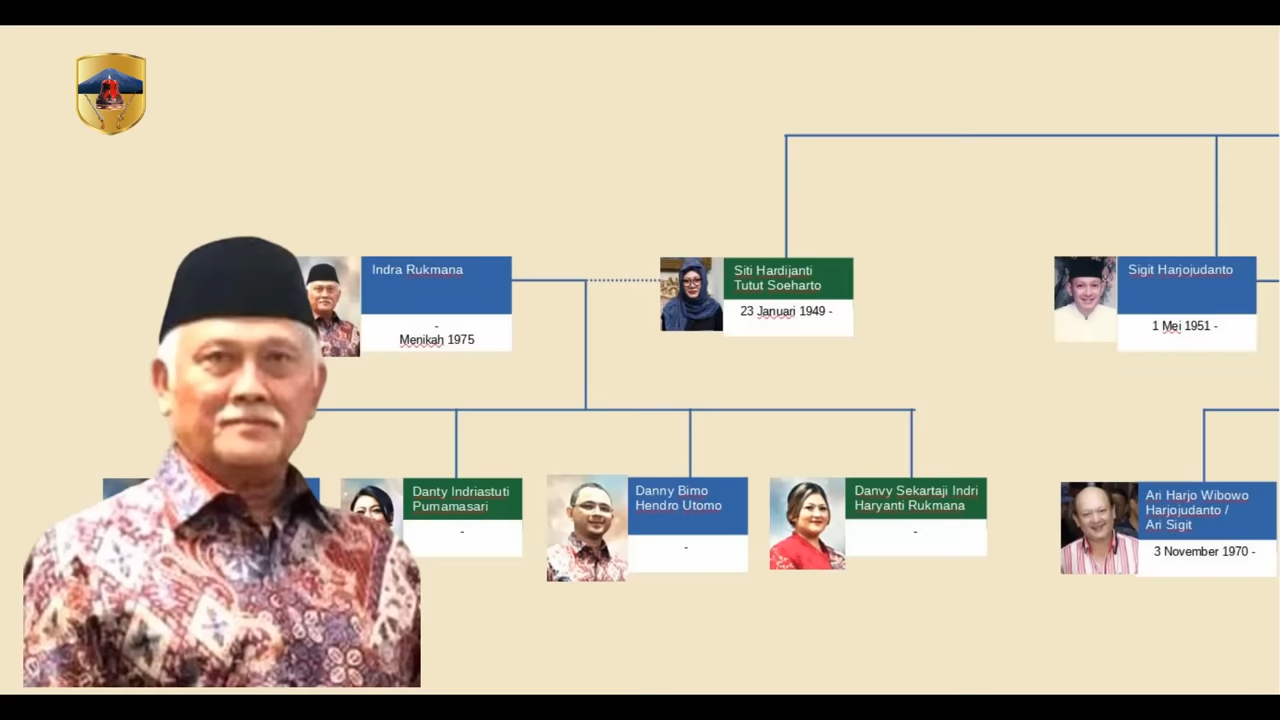 Indra Rukmana
-
Menikah 1975
Siti Hardijanti
Tutut Soeharto
23 Januari 1949 -
Sigit Harjojudanto
1 Mei 1951 -
Danty Indriastuti
Purnamasari
-
Danny Bimo
Hendro Utomo
-
Danvy Sekartaji Indri
Haryanti Rukmana
-
Ari Harjo Wibowo
Harjojudanto /
Ari Sigit
3 November 1970 -